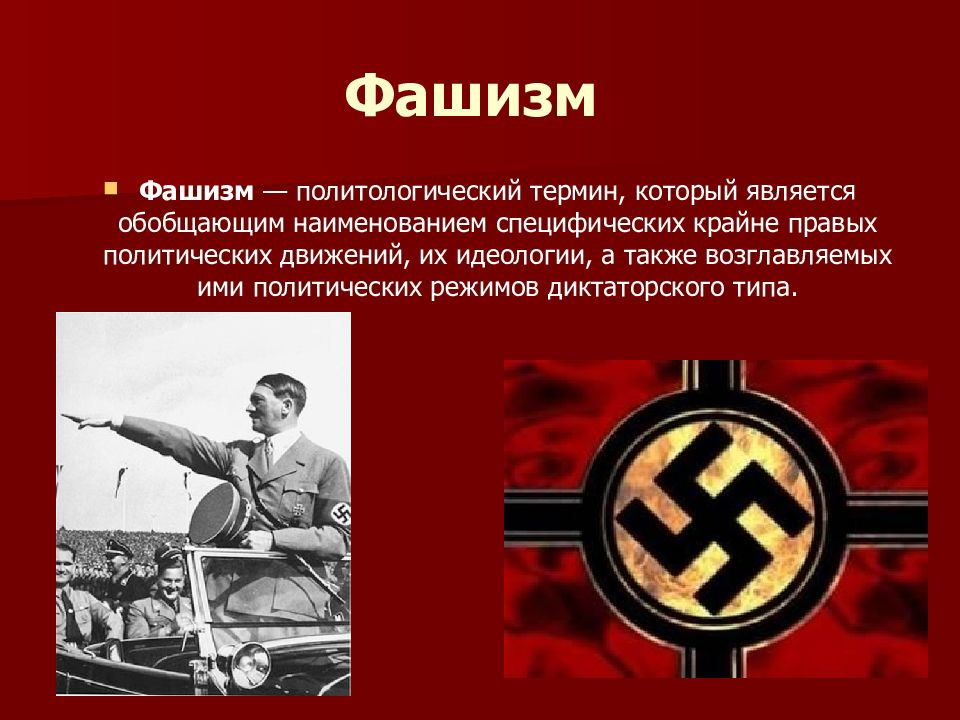 Фашизм
Фашизм — политологический термин, который является
обобщающим наименованием специфических крайне правых
политических движений, их идеологии, а также возглавляемых
ими политических режимов диктаторского типа.